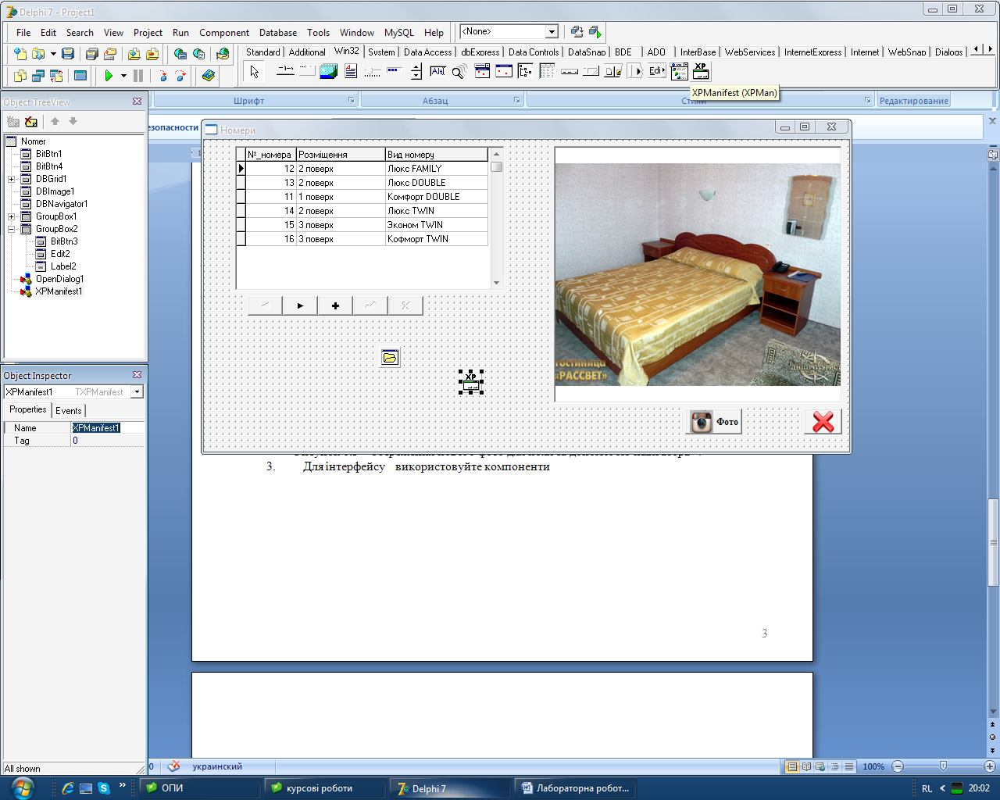 Delphi 7 - Project1
File Edit Search View Project Run Component Database Tools Window MySQL Help <None>
Standard Additional Win32 System Data Access dbExpress Data Controls DataSnap BDE ADO InterBase WebServices InternetExpress Internet WebSnap Dialogs
XPManifest (XPMan)
Шрифт Абзац Стили Редактирование
Object TreeView
Nomer
BitBtn1
BitBtn4
DBGrid1
DBImage1
DBNavigator1
GroupBox1
GroupBox2
BitBtn3
Edit2
Label2
OpenDialog1
XPManifest1
All shown
Object Inspector
XPManifest1 TXPManifest
Properties Events
Name XPManifest1
Tag 0
езопасности
Номери
№_номера Розміщення Вид номеру
12 2 поверх Люкс FAMILY
13 2 поверх Люкс DOUBLE
11 1 поверх Комфорт DOUBLE
14 2 поверх Люкс TWIN
15 3 поверх Эконом TWIN
16 3 поверх Кофморт TWIN
XP
ГОСТИНИЦА
«РАССВЕТ»
Фото
3. Для інтерфейсу використовуйте компоненти
3
украинский
100%
ОПИ курсові роботи Delphi 7 Лабораторна робот...
RL 20:02